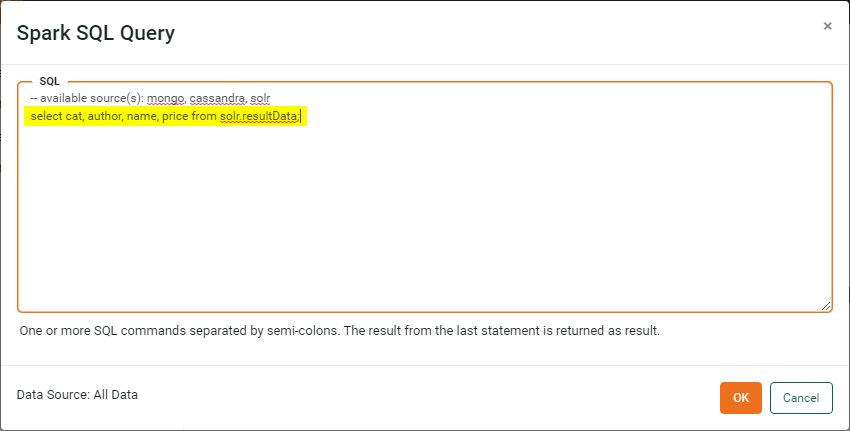 Spark SQL Query
×
SQL
-- available source(s): mongo, cassandra, solr
select cat, author, name, price from solr.resultData;
One or more SQL commands separated by semi-colons. The result from the last statement is returned as result.
Data Source: All Data
OK
Cancel